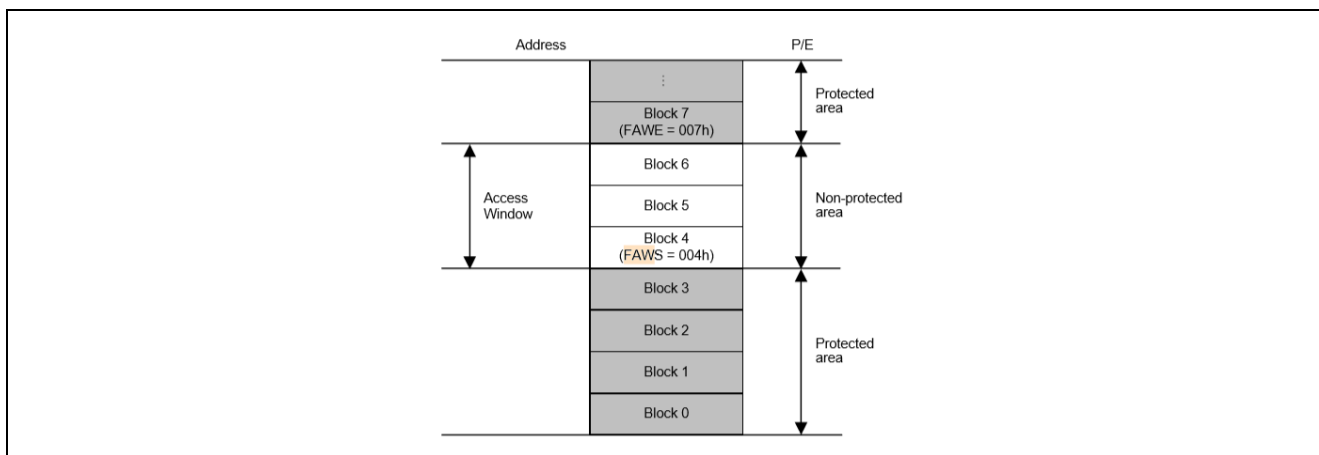 Address
P/E
⋮
Protected
area
Block 7
(FAWE = 007h)
Block 6
Access
Window
Block 5
Non-protected
area
Block 4
(FAWS = 004h)
Block 3
Block 2
Protected
area
Block 1
Block 0